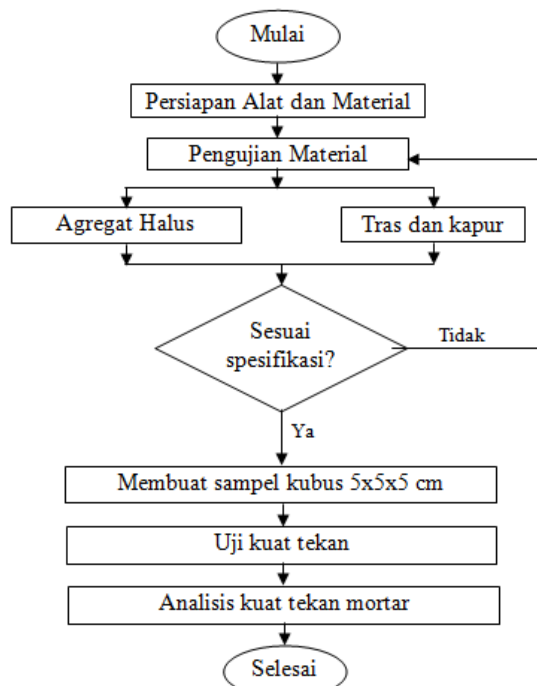 Mulai
Persiapan Alat dan Material
Pengujian Material
Agregat Halus
Tras dan kapur
Sesuai
spesifikasi?
Tidak
Ya
Membuat sampel kubus 5x5x5 cm
Uji kuat tekan
Analisis kuat tekan mortar
Selesai